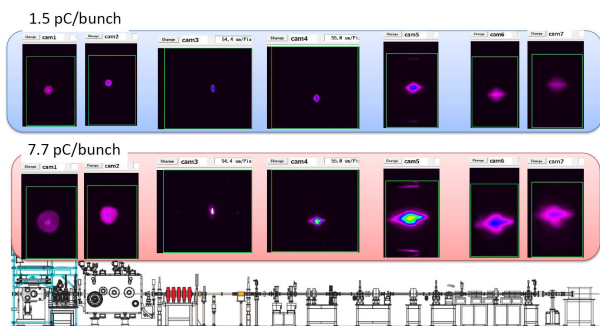 1.5 pC/bunch
Change cam1
Change cam2
Change cam3 54.4 um/Pix
Change cam4 55.0 um/Pix
Change cam5
Change cam6
Change cam7
7.7 pC/bunch
Change cam1
Change cam2
Change cam3 54.4 um/Pix
Change cam4 55.0 um/Pix
Change cam5
Change cam6
Change cam7